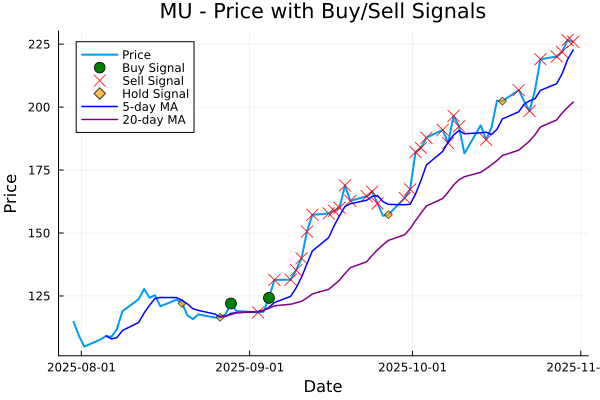 MU - Price with Buy/Sell Signals
225
200
175
150
125
Price
Price
Buy Signal
Sell Signal
Hold Signal
5-day MA
20-day MA
2025-08-01
2025-09-01
2025-10-01
2025-11-
Date